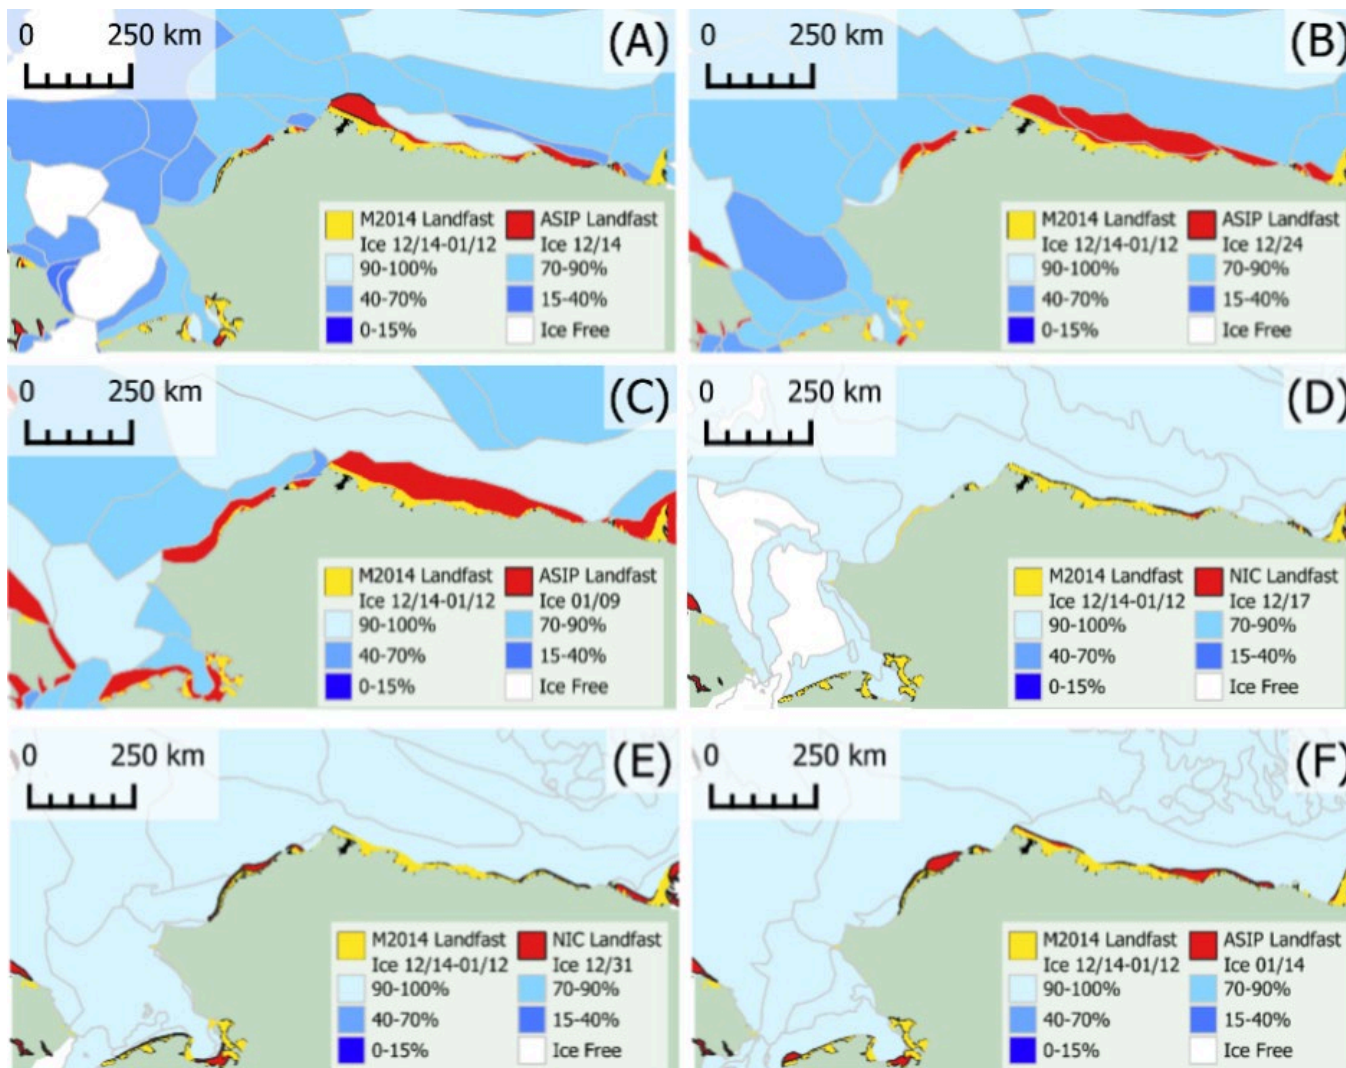 0 250 km (A)
M2014 Landfast ASIP Landfast
Ice 12/14-01/12 Ice 12/14
90-100% 70-90%
40-70% 15-40%
0-15% Ice Free
0 250 km (B)
M2014 Landfast ASIP Landfast
Ice 12/14-01/12 Ice 12/24
90-100% 70-90%
40-70% 15-40%
0-15% Ice Free
0 250 km (C)
M2014 Landfast ASIP Landfast
Ice 12/14-01/12 Ice 01/09
90-100% 70-90%
40-70% 15-40%
0-15% Ice Free
0 250 km (D)
M2014 Landfast NIC Landfast
Ice 12/14-01/12 Ice 12/17
90-100% 70-90%
40-70% 15-40%
0-15% Ice Free
0 250 km (E)
M2014 Landfast NIC Landfast
Ice 12/14-01/12 Ice 12/31
90-100% 70-90%
40-70% 15-40%
0-15% Ice Free
0 250 km (F)
M2014 Landfast ASIP Landfast
Ice 12/14-01/12 Ice 01/14
90-100% 70-90%
40-70% 15-40%
0-15% Ice Free